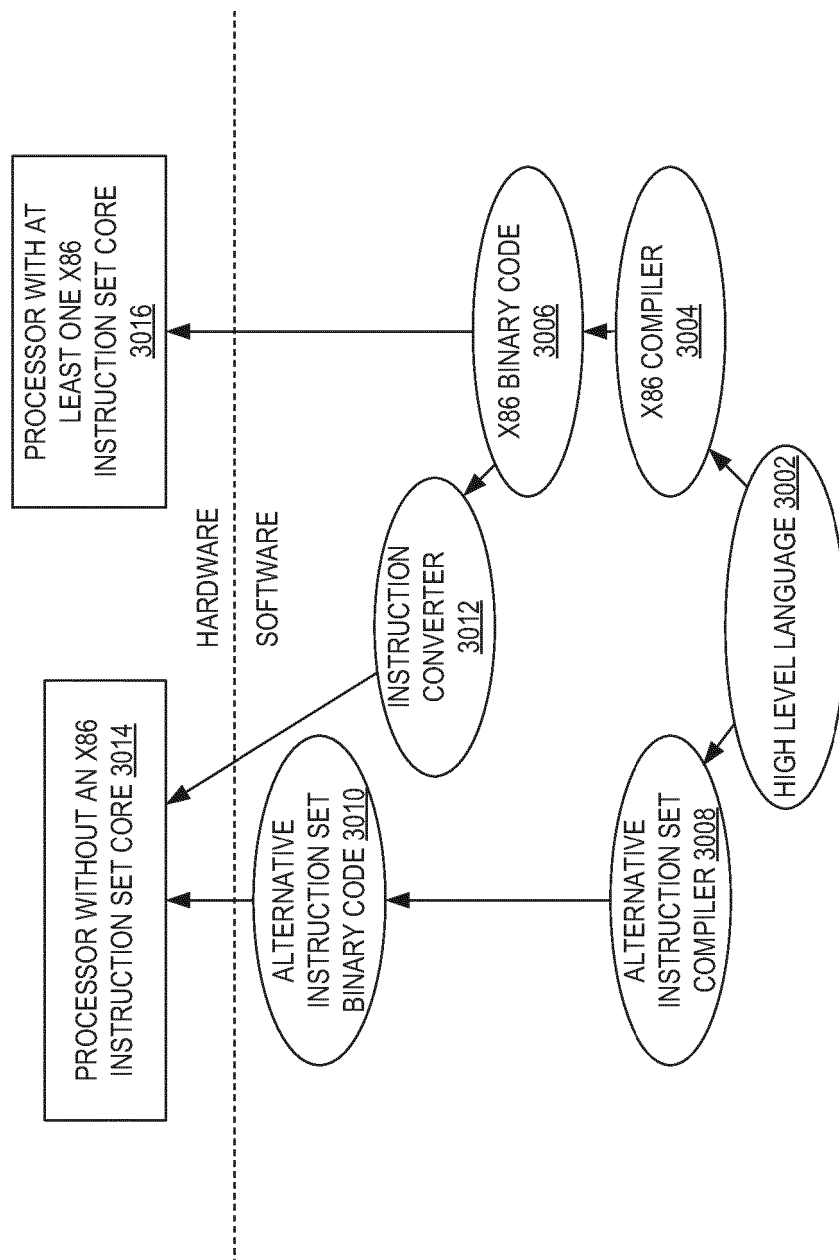 PROCESSOR WITHOUT AN X86
INSTRUCTION SET CORE 3014
PROCESSOR WITH AT
LEAST ONE X86
INSTRUCTION SET CORE
3016
HARDWARE
SOFTWARE
ALTERNATIVE
INSTRUCTION SET
BINARY CODE 3010
INSTRUCTION
CONVERTER
3012
X86 BINARY CODE
3006
ALTERNATIVE
INSTRUCTION SET
COMPILER 3008
X86 COMPILER
3004
HIGH LEVEL LANGUAGE 3002